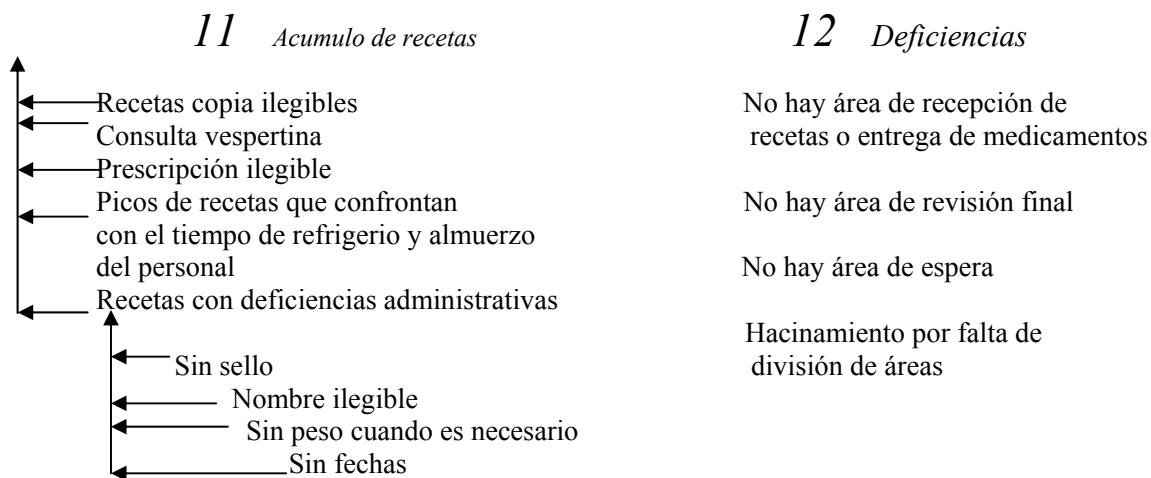 11 Acumulo de recetas
Recetas copia ilegibles
Consulta vespertina
Prescripción ilegible
Picos de recetas que confrontan
con el tiempo de refrigerio y almuerzo
del personal
Recetas con deficiencias administrativas
Sin sello
Nombre ilegible
Sin peso cuando es necesario
Sin fechas
12 Deficiencias
No hay área de recepción de
recetas o entrega de medicamentos
No hay área de revisión final
No hay área de espera
Hacinamiento por falta de
división de áreas